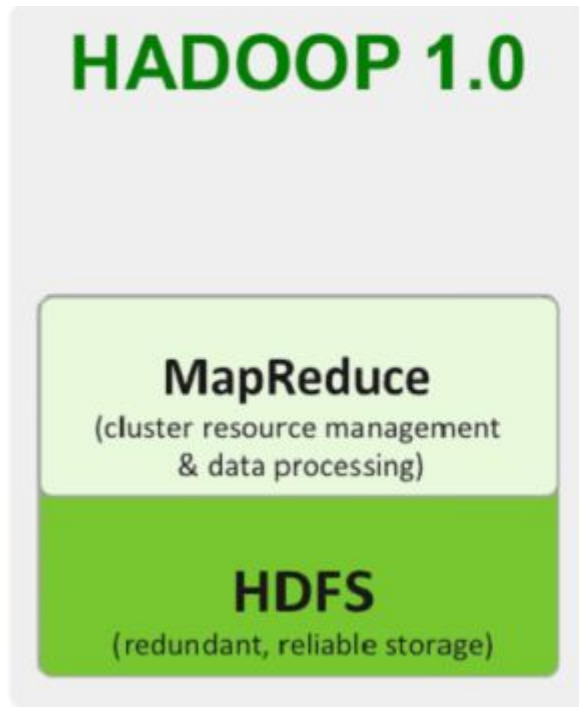 HADOOP 1.0
MapReduce
(cluster resource management
& data processing)
HDFS
(redundant, reliable storage)